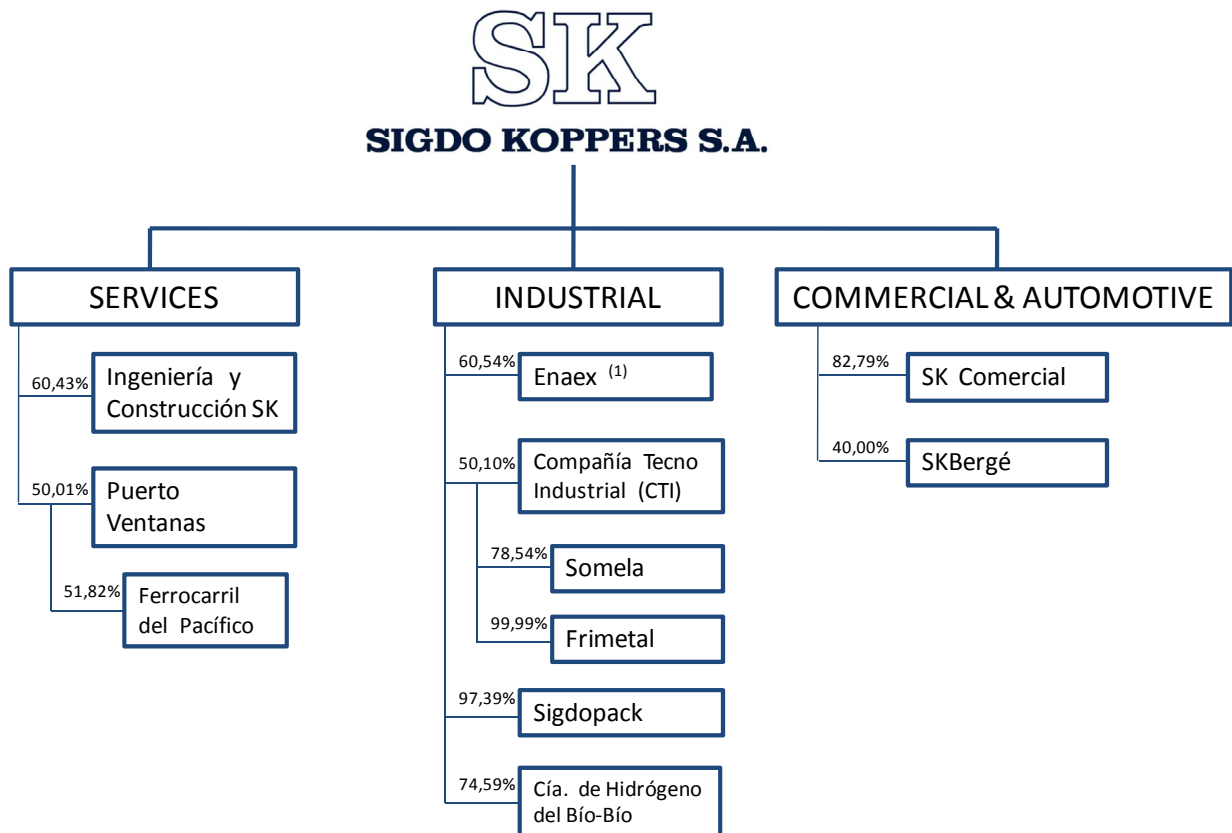 SK
SIGDO KOPPERS S.A.
SERVICES
60,43%
Ingeniería y
Construcción SK
50,01%
Puerto
Ventanas
51,82%
Ferrocarril
del Pacífico
INDUSTRIAL
60,54%
Enaex (1)
50,10%
Compañía Tecno
Industrial (CTI)
78,54%
Somela
99,99%
Frimetal
97,39%
Sigdopack
74,59%
Cía. de Hidrógeno
del Bío-Bío
COMMERCIAL & AUTOMOTIVE
82,79%
SK Comercial
40,00%
SKBergé